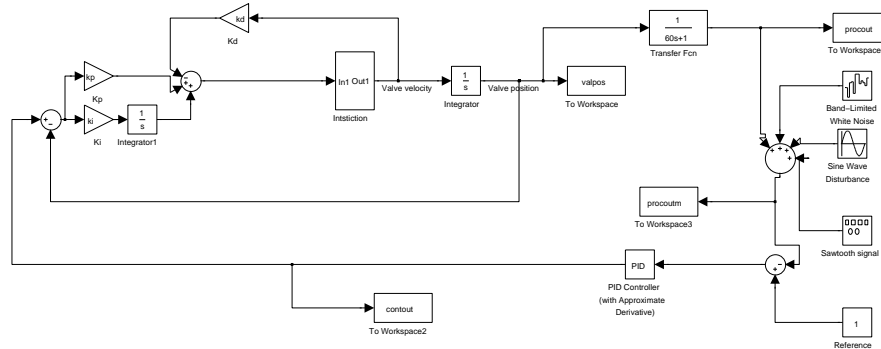 kd
Kd
kp
Kp
ki
Ki
1
s
Integrator1
In1 Out1
Intstiction
Valve velocity
1
s
Integrator
Valve position
valpos
To Workspace
1
60s+1
Transfer Fcn
procout
To Workspace
Band-Limited
White Noise
Sine Wave
Disturbance
procoutm
To Workspace3
Sawtooth signal
PID
PID Controller
(with Approximate
Derivative)
contout
To Workspace2
1
Reference